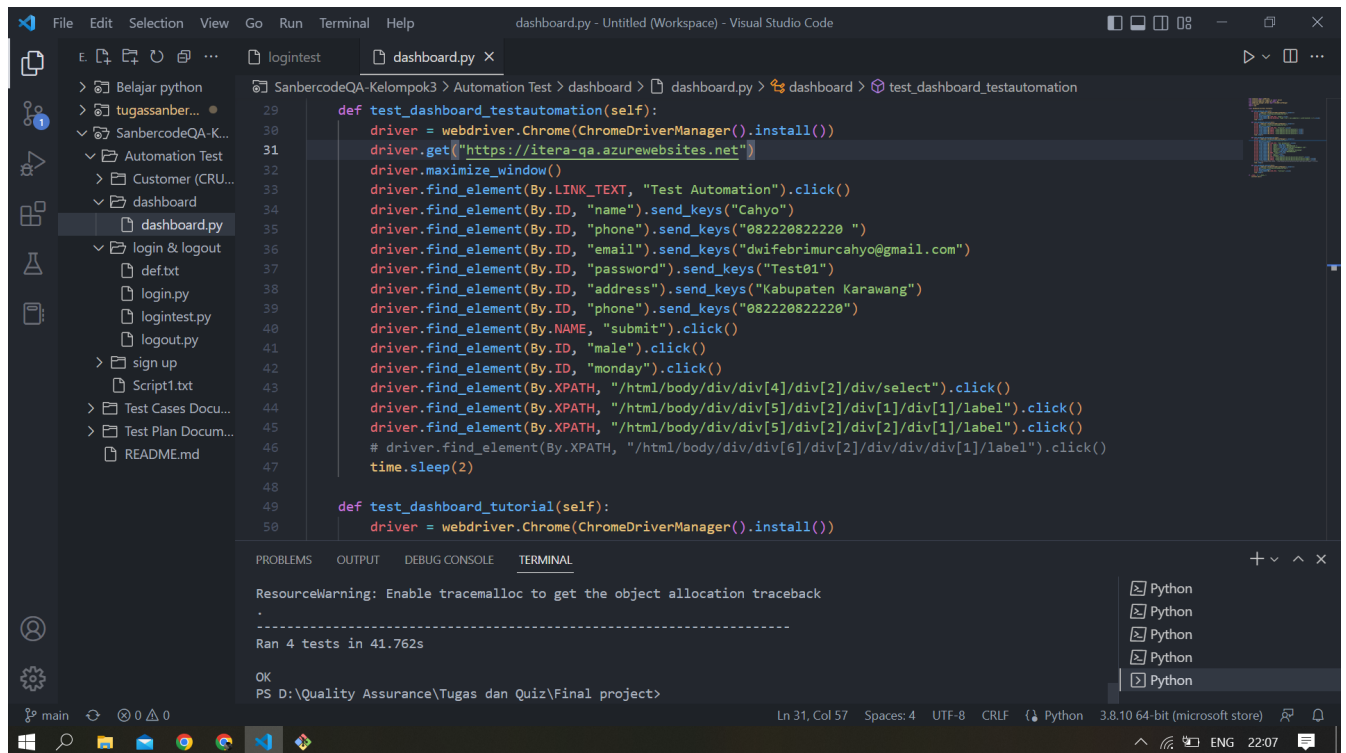 File Edit Selection View Go Run Terminal Help dashboard.py - Untitled (Workspace) - Visual Studio Code
E.
logintest
dashboard.py
Belajar python
tugassanber...
SanbercodeQA-K...
Automation Test
Customer (CRU...
dashboard
dashboard.py
login & logout
def.txt
login.py
logintest.py
logout.py
sign up
Script1.txt
Test Cases Docu...
Test Plan Docum...
README.md
1
SanbercodeQA-Kelompok3 > Automation Test > dashboard > dashboard.py > dashboard > test_dashboard_testautomation
29 def test_dashboard_testautomation(self):
30 driver = webdriver.Chrome(ChromeDriverManager().install())
31 driver.get("https://itera-qa.azurewebsites.net")
32 driver.maximize_window()
33 driver.find_element(By.LINK_TEXT, "Test Automation").click()
34 driver.find_element(By.ID, "name").send_keys("Cahyo")
35 driver.find_element(By.ID, "phone").send_keys("082220822220 ")
36 driver.find_element(By.ID, "email").send_keys("dwifebrimurcahyo@gmail.com")
37 driver.find_element(By.ID, "password").send_keys("Test01")
38 driver.find_element(By.ID, "address").send_keys("Kabupaten Karawang")
39 driver.find_element(By.ID, "phone").send_keys("082220822220")
40 driver.find_element(By.NAME, "submit").click()
41 driver.find_element(By.ID, "male").click()
42 driver.find_element(By.ID, "monday").click()
43 driver.find_element(By.XPATH, "/html/body/div/div[4]/div[2]/div/select").click()
44 driver.find_element(By.XPATH, "/html/body/div/div[5]/div[2]/div[1]/div[1]/label").click()
45 driver.find_element(By.XPATH, "/html/body/div/div[5]/div[2]/div[2]/div[1]/label").click()
46 # driver.find_element(By.XPATH, "/html/body/div/div[6]/div[2]/div/div/div[1]/label").click()
47 time.sleep(2)
48
49 def test_dashboard_tutorial(self):
50 driver = webdriver.Chrome(ChromeDriverManager().install())
PROBLEMS OUTPUT DEBUG CONSOLE TERMINAL
ResourceWarning: Enable tracemalloc to get the object allocation traceback
.
----------------------------------------------------------------------
Ran 4 tests in 41.762s
OK
PS D:\Quality Assurance\Tugas dan Quiz\Final project>
Python
Python
Python
Python
Python
main 0 0 Ln 31, Col 57 Spaces: 4 UTF-8 CRLF Python 3.8.10 64-bit (microsoft store)
ENG 22:07